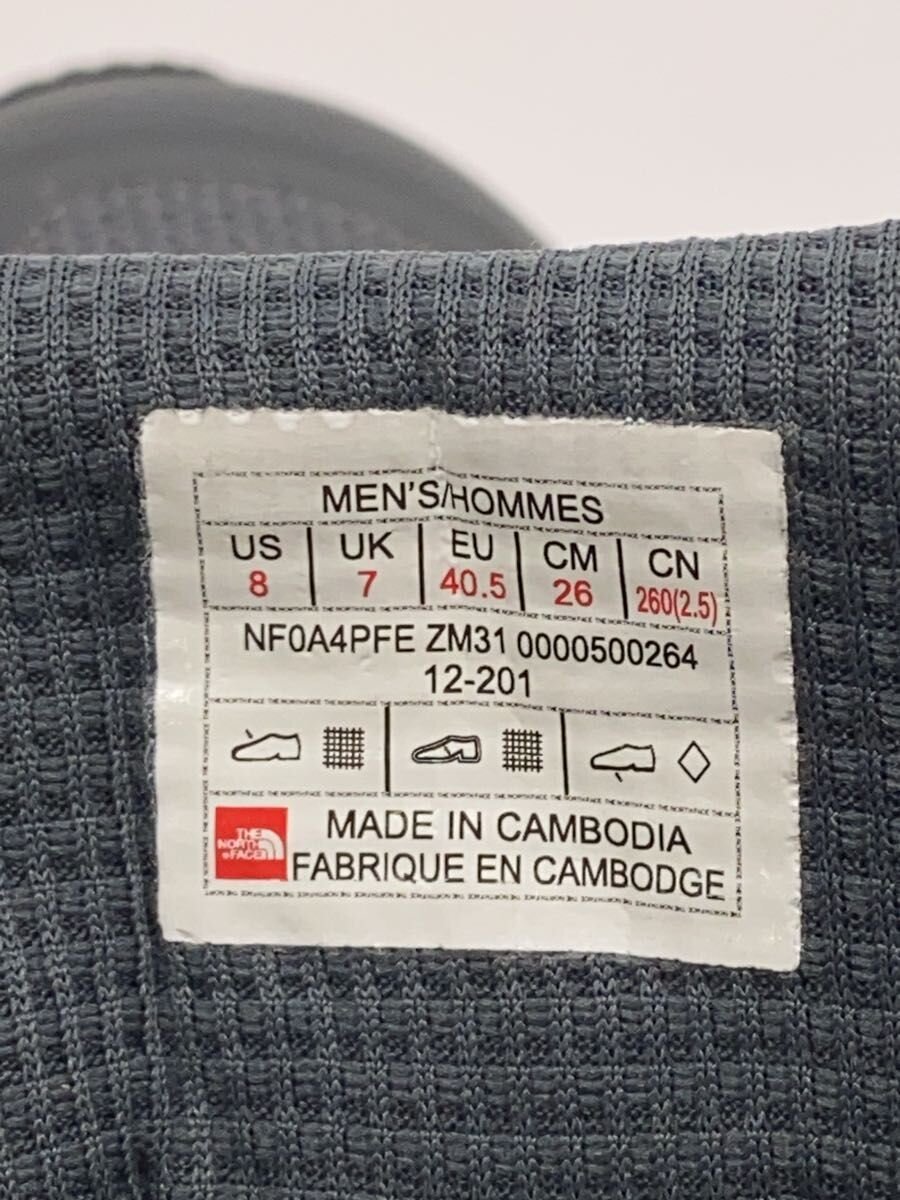 MEN'S/HOMMES
US UK EU CM CN
8 7 40.5 26 260(2.5)
NF0A4PFE ZM31 0000500264
12-201
THE
NORTH
FACE
MADE IN CAMBODIA
FABRIQUE EN CAMBODGE